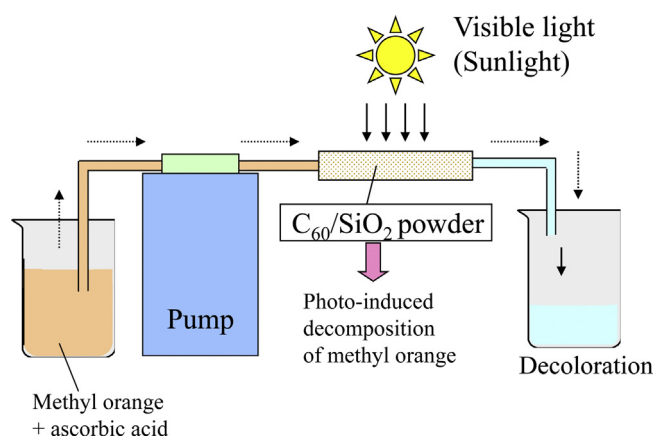 Visible light
(Sunlight)
C₆₀/SiO₂ powder
Pump
Photo-induced
decomposition
of methyl orange
Decoloration
Methyl orange
+ ascorbic acid